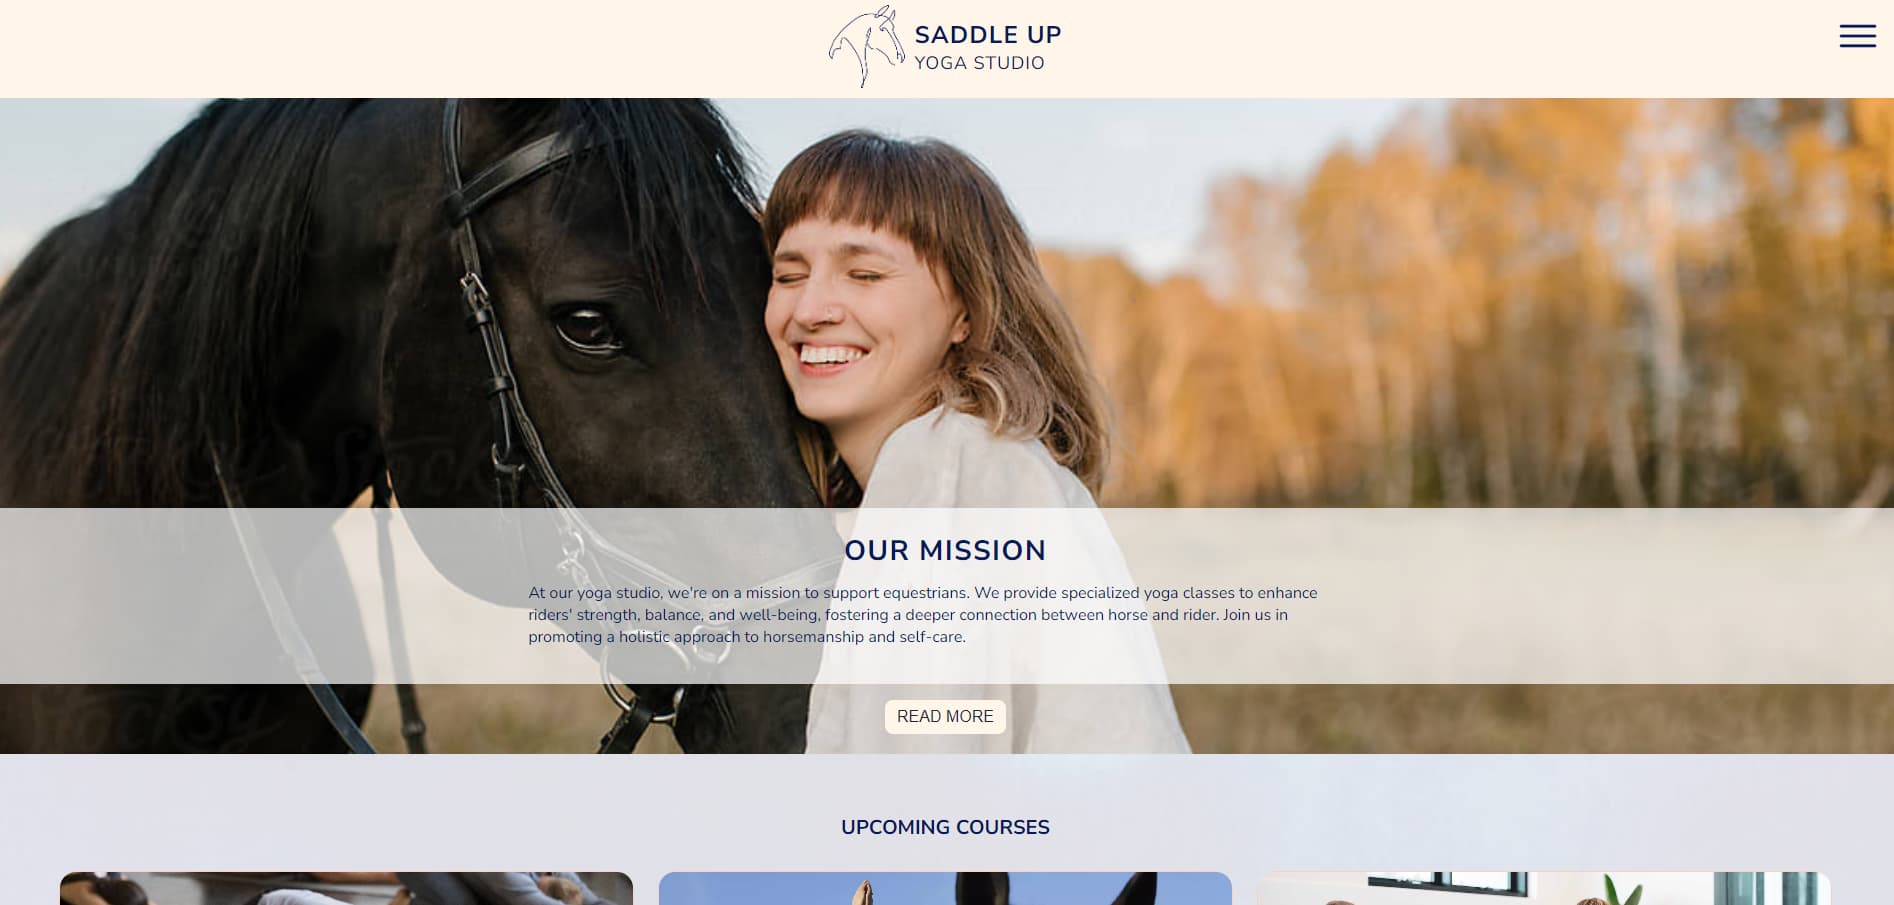 SADDLE UP
YOGA STUDIO
OUR MISSION
At our yoga studio, we're on a mission to support equestrians. We provide specialized yoga classes to enhance
riders' strength, balance, and well-being, fostering a deeper connection between horse and rider. Join us in
promoting a holistic approach to horsemanship and self-care.
Stocksy
READ MORE
UPCOMING COURSES